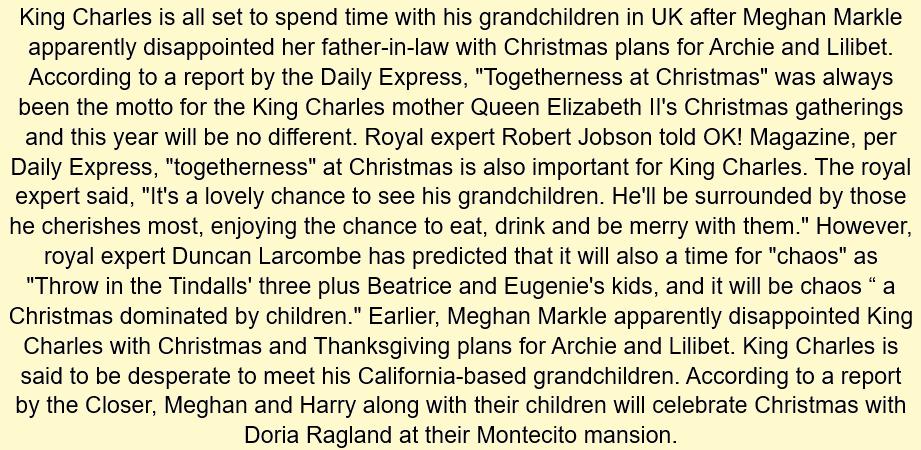 King Charles is all set to spend time with his grandchildren in UK after Meghan Markle
apparently disappointed her father-in-law with Christmas plans for Archie and Lilibet.
According to a report by the Daily Express, "Togetherness at Christmas" was always
been the motto for the King Charles mother Queen Elizabeth II's Christmas gatherings
and this year will be no different. Royal expert Robert Jobson told OK! Magazine, per
Daily Express, "togetherness" at Christmas is also important for King Charles. The royal
expert said, "It's a lovely chance to see his grandchildren. He'll be surrounded by those
he cherishes most, enjoying the chance to eat, drink and be merry with them." However,
royal expert Duncan Larcombe has predicted that it will also a time for "chaos" as
"Throw in the Tindalls' three plus Beatrice and Eugenie's kids, and it will be chaos “ a
Christmas dominated by children." Earlier, Meghan Markle apparently disappointed King
Charles with Christmas and Thanksgiving plans for Archie and Lilibet. King Charles is
said to be desperate to meet his California-based grandchildren. According to a report
by the Closer, Meghan and Harry along with their children will celebrate Christmas with
Doria Ragland at their Montecito mansion.